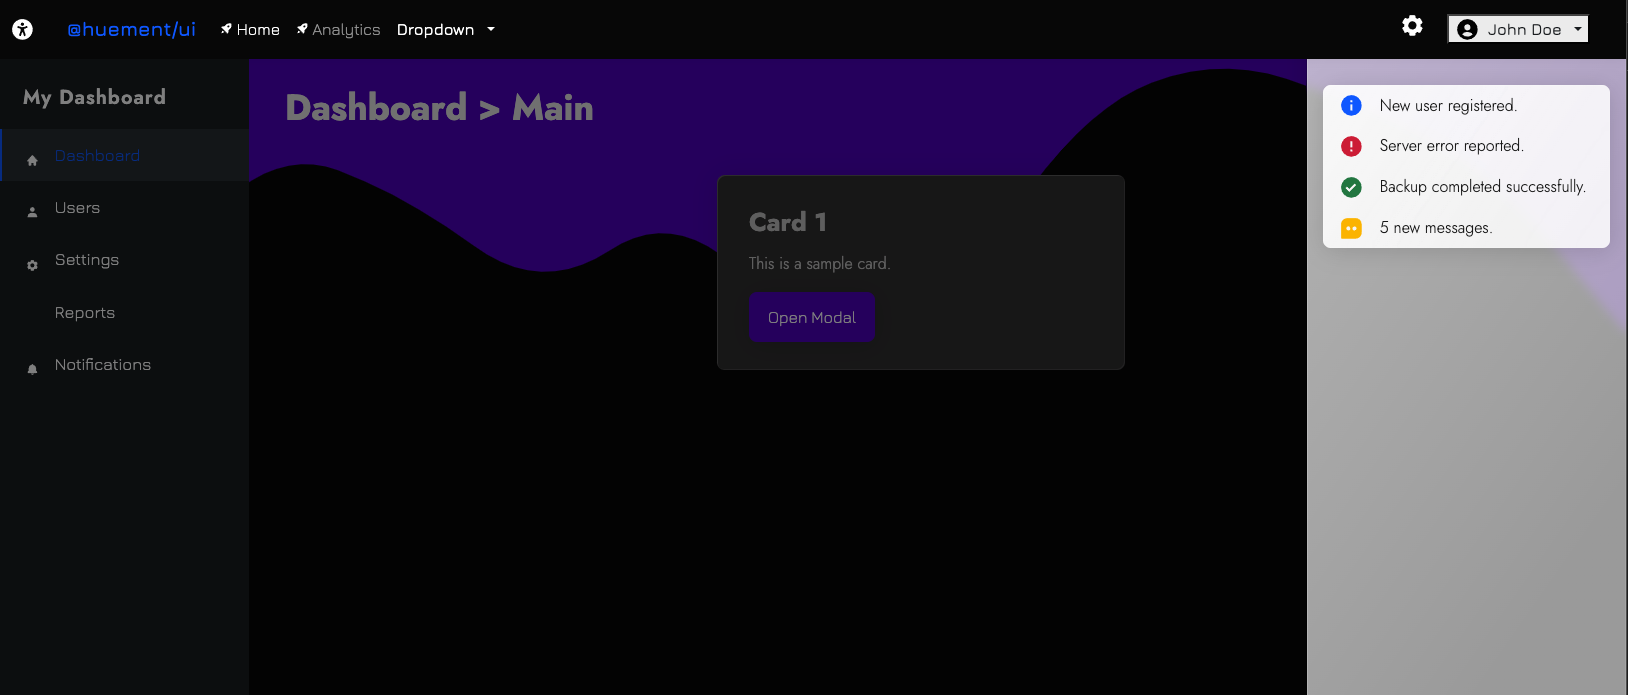 @huement/ui Home Analytics Dropdown John Doe
My Dashboard
Dashboard
Users
Settings
Reports
Notifications
Dashboard > Main
Card 1
This is a sample card.
Open Modal
New user registered.
Server error reported.
Backup completed successfully.
5 new messages.